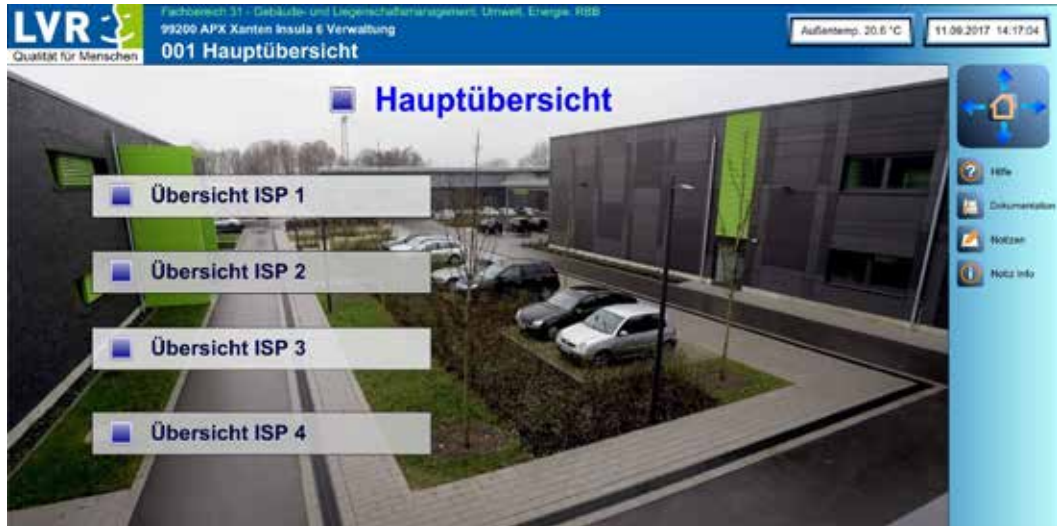 LVR
Qualität für Menschen
Fachbereich 31 - Gebäude- und Liegenschaftsmanagement, Umwelt, Energie, RBB
99200 APX Xanten Insula 6 Verwaltung
001 Hauptübersicht
Außentemp. 20.6 °C
11.09.2017 14:17:04
Hauptübersicht
Hilfe
Dokumentation
Notizen
Notiz Info
Übersicht ISP 1
Übersicht ISP 2
Übersicht ISP 3
Übersicht ISP 4